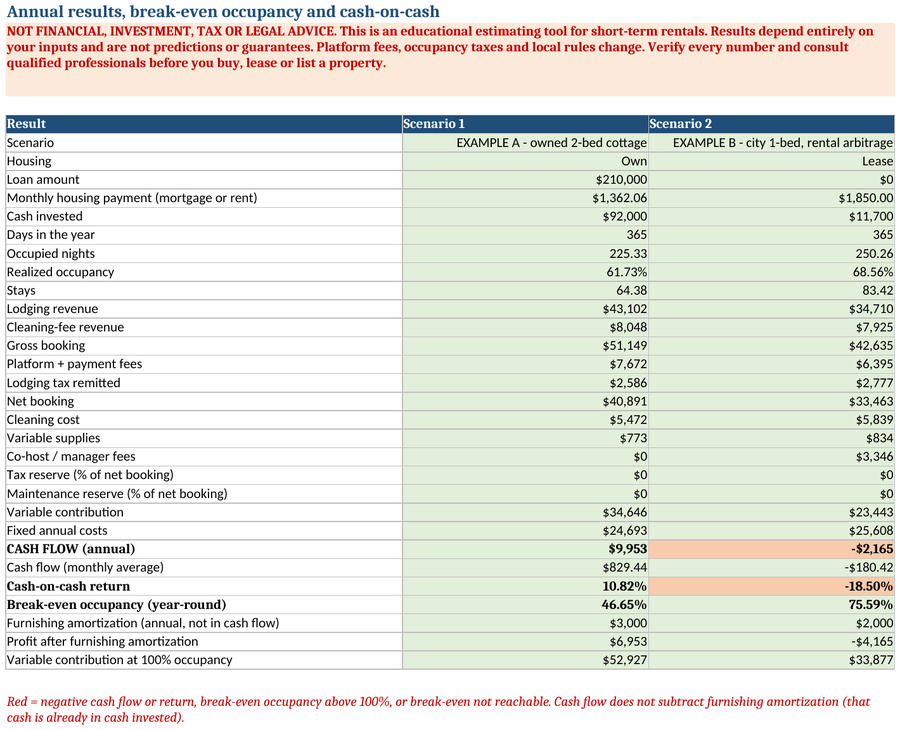 Annual results, break-even occupancy and cash-on-cash
NOT FINANCIAL, INVESTMENT, TAX OR LEGAL ADVICE. This is an educational estimating tool for short-term rentals. Results depend entirely on
your inputs and are not predictions or guarantees. Platform fees, occupancy taxes and local rules change. Verify every number and consult
qualified professionals before you buy, lease or list a property.
Result Scenario 1 Scenario 2
Scenario EXAMPLE A - owned 2-bed cottage EXAMPLE B - city 1-bed, rental arbitrage
Housing Own Lease
Loan amount $210,000 $0
Monthly housing payment (mortgage or rent) $1,362.06 $1,850.00
Cash invested $92,000 $11,700
Days in the year 365 365
Occupied nights 225.33 250.26
Realized occupancy 61.73% 68.56%
Stays 64.38 83.42
Lodging revenue $43,102 $34,710
Cleaning-fee revenue $8,048 $7,925
Gross booking $51,149 $42,635
Platform + payment fees $7,672 $6,395
Lodging tax remitted $2,586 $2,777
Net booking $40,891 $33,463
Cleaning cost $5,472 $5,839
Variable supplies $773 $834
Co-host / manager fees $0 $3,346
Tax reserve (% of net booking) $0 $0
Maintenance reserve (% of net booking) $0 $0
Variable contribution $34,646 $23,443
Fixed annual costs $24,693 $25,608
CASH FLOW (annual) $9,953 -$2,165
Cash flow (monthly average) $829.44 -$180.42
Cash-on-cash return 10.82% -18.50%
Break-even occupancy (year-round) 46.65% 75.59%
Furnishing amortization (annual, not in cash flow) $3,000 $2,000
Profit after furnishing amortization $6,953 -$4,165
Variable contribution at 100% occupancy $52,927 $33,877
Red = negative cash flow or return, break-even occupancy above 100%, or break-even not reachable. Cash flow does not subtract furnishing amortization (that
cash is already in cash invested).